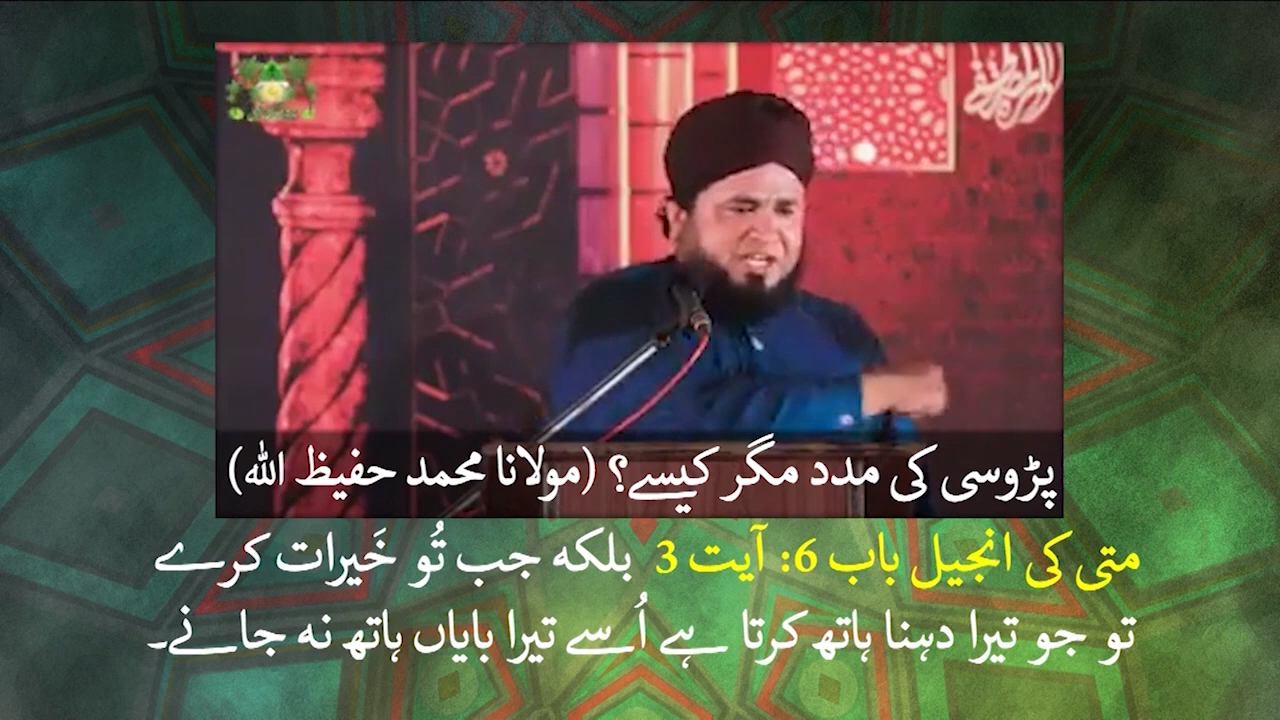 پڑوسی کی مدد مگر کیسے؟ (مولانا محمد حفیظ اللہ)
متی کی انجیل باب 6: آیت 3 بلکہ جب تُو خَیرات کرے
تو جو تیرا دہنا ہاتھ کرتا ہے اُسے تیرا بایاں ہاتھ نہ جانے۔